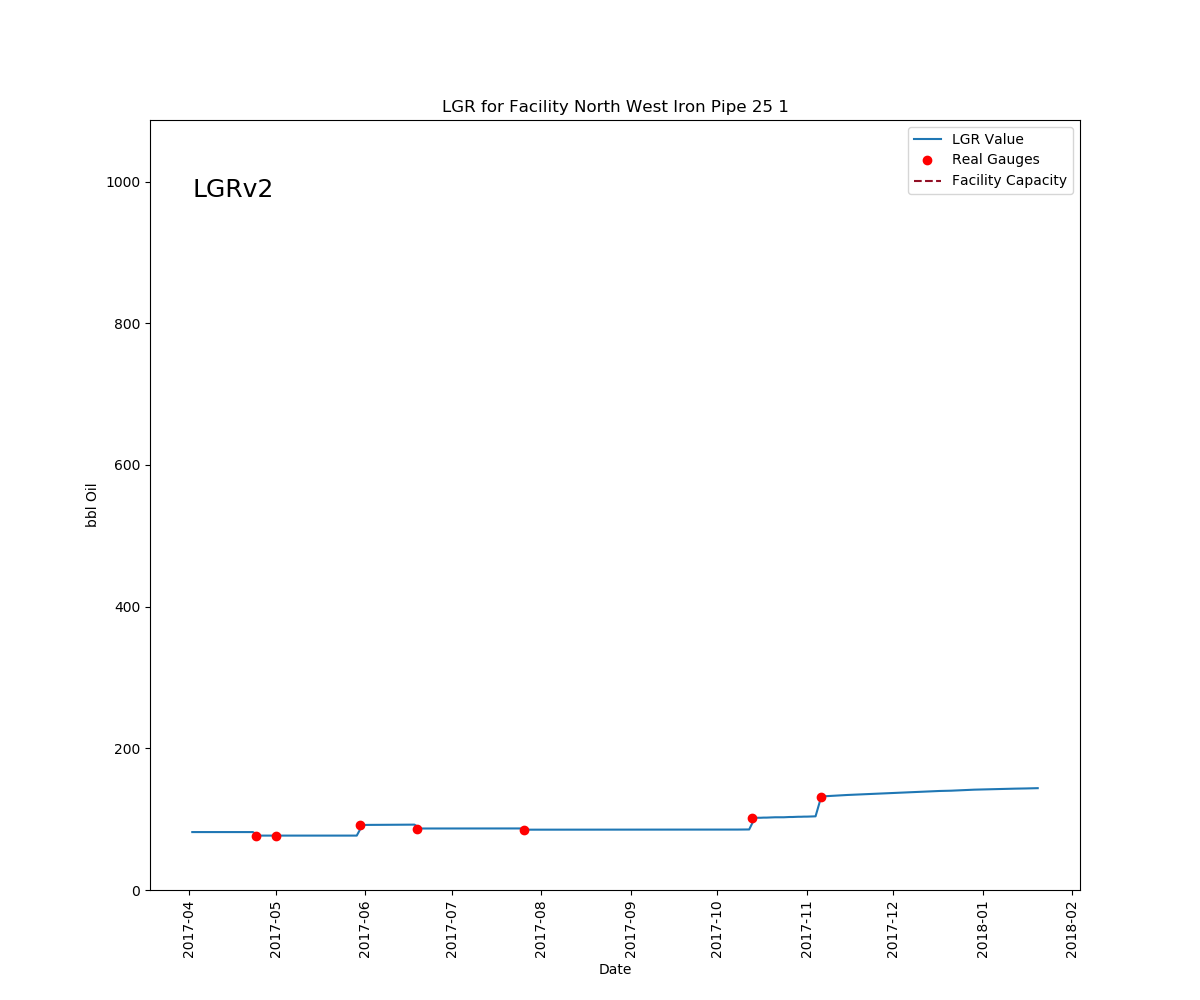 LGR for Facility North West Iron Pipe 25 1
LGR Value
Real Gauges
Facility Capacity
LGRv2
1000
800
600
400
200
0
bbl Oil
2017-04
2017-05
2017-06
2017-07
2017-08
2017-09
2017-10
2017-11
2017-12
2018-01
2018-02
Date